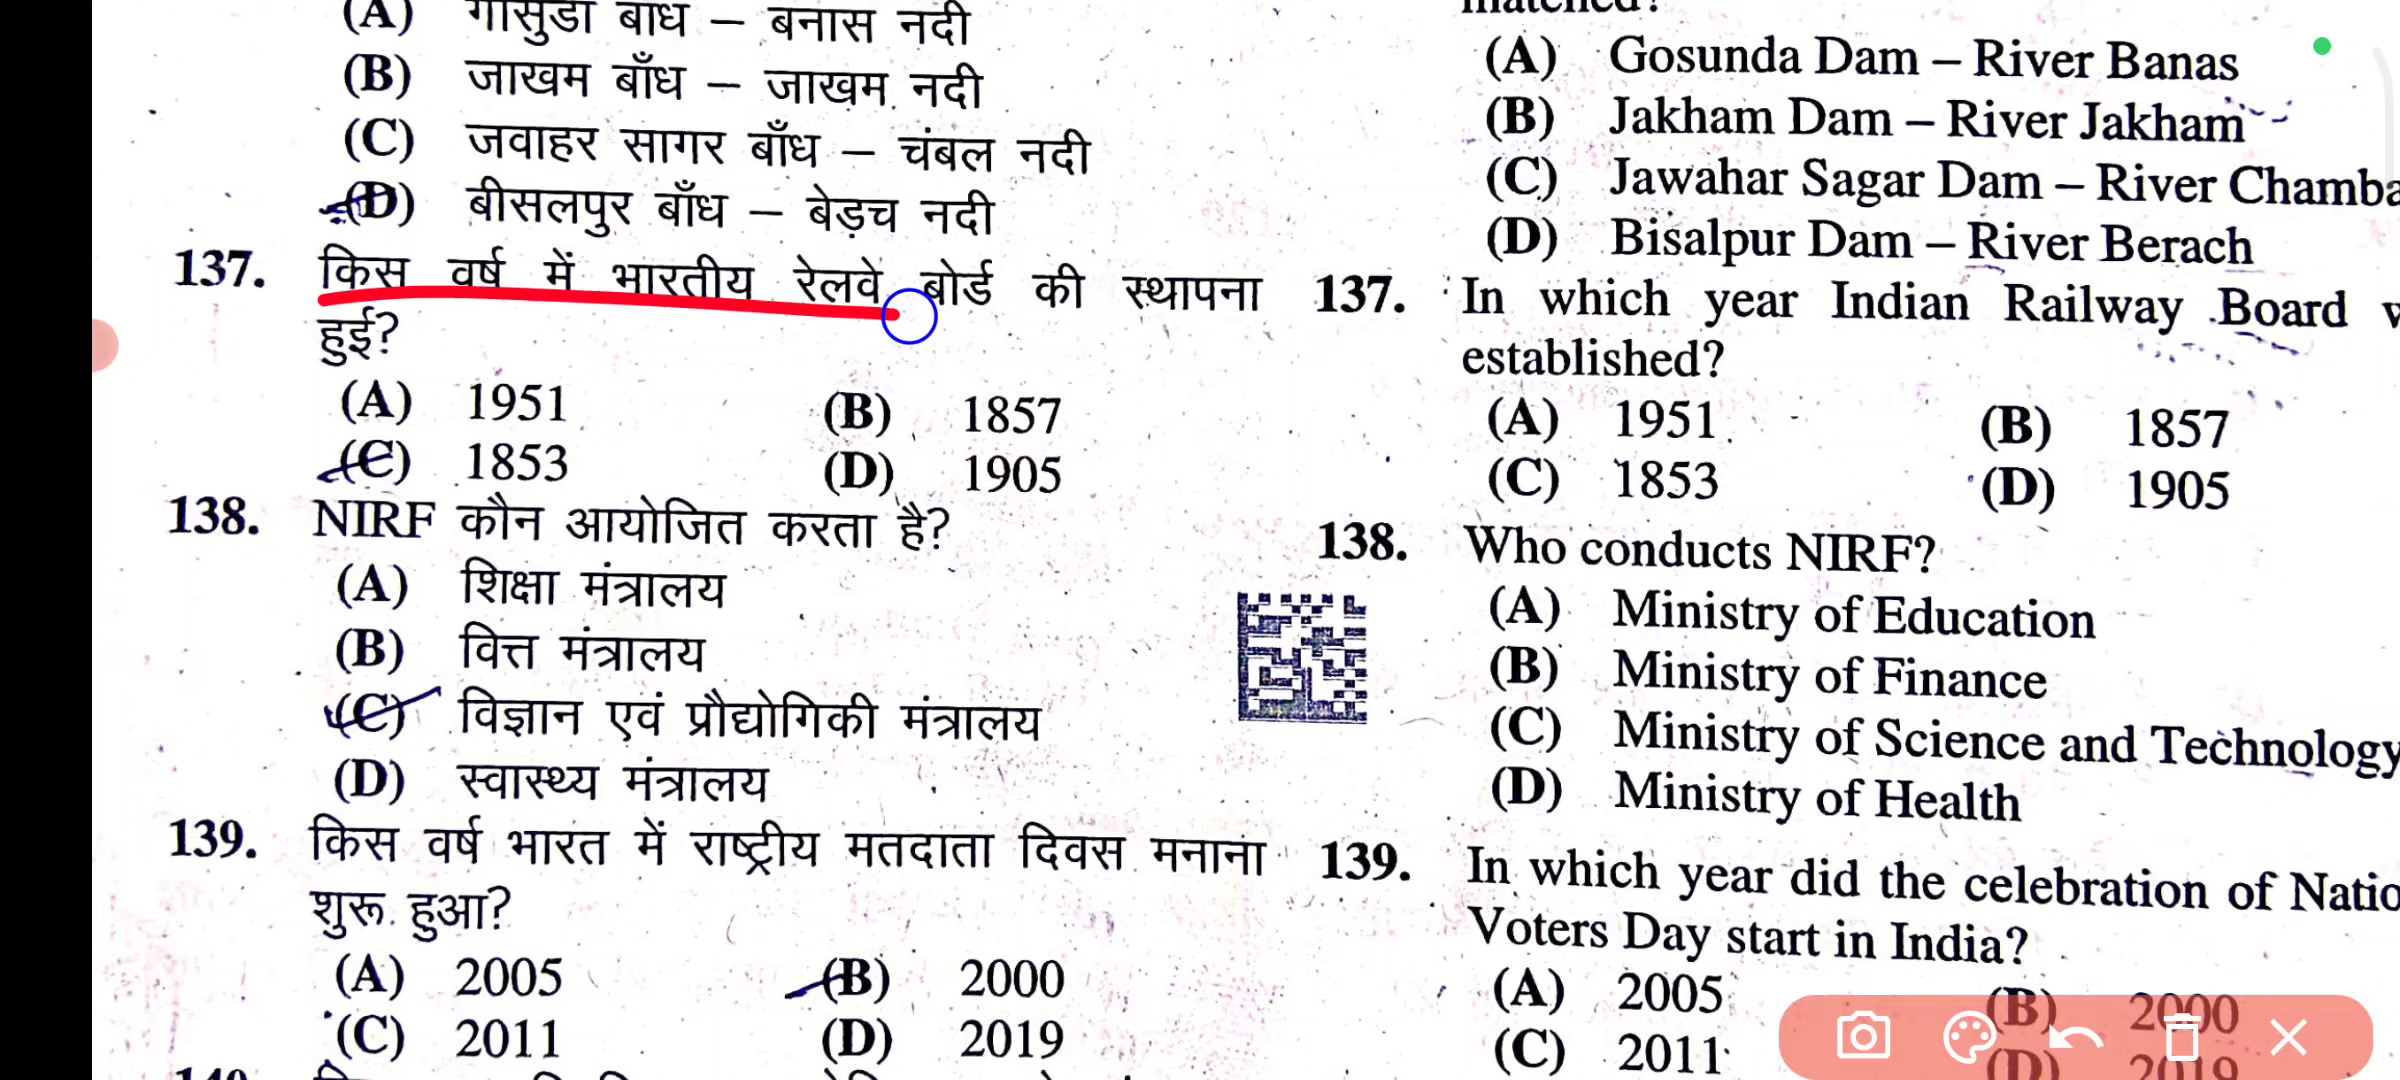 (A) गोसुंडा बाँध – बनास नदी
(B) जाखम बाँध – जाखम नदी
(C) जवाहर सागर बाँध – चंबल नदी
(D) बीसलपुर बाँध – बेड़च नदी
137. किस वर्ष में भारतीय रेलवे बोर्ड की स्थापना
हुई?
(A) 1951 (B) 1857
(C) 1853 (D) 1905
138. NIRF कौन आयोजित करता है?
(A) शिक्षा मंत्रालय
(B) वित्त मंत्रालय
(C) विज्ञान एवं प्रौद्योगिकी मंत्रालय
(D) स्वास्थ्य मंत्रालय
139. किस वर्ष भारत में राष्ट्रीय मतदाता दिवस मनाना
शुरू हुआ?
(A) 2005 (B) 2000
(C) 2011 (D) 2019
matched?
(A) Gosunda Dam – River Banas
(B) Jakham Dam – River Jakham
(C) Jawahar Sagar Dam – River Chamba
(D) Bisalpur Dam – River Berach
137. In which year Indian Railway Board
established?
(A) 1951 (B) 1857
(C) 1853 (D) 1905
138. Who conducts NIRF?
(A) Ministry of Education
(B) Ministry of Finance
(C) Ministry of Science and Technology
(D) Ministry of Health
139. In which year did the celebration of Natio
Voters Day start in India?
(A) 2005 (B) 2000
(C) 2011 (D) 2019